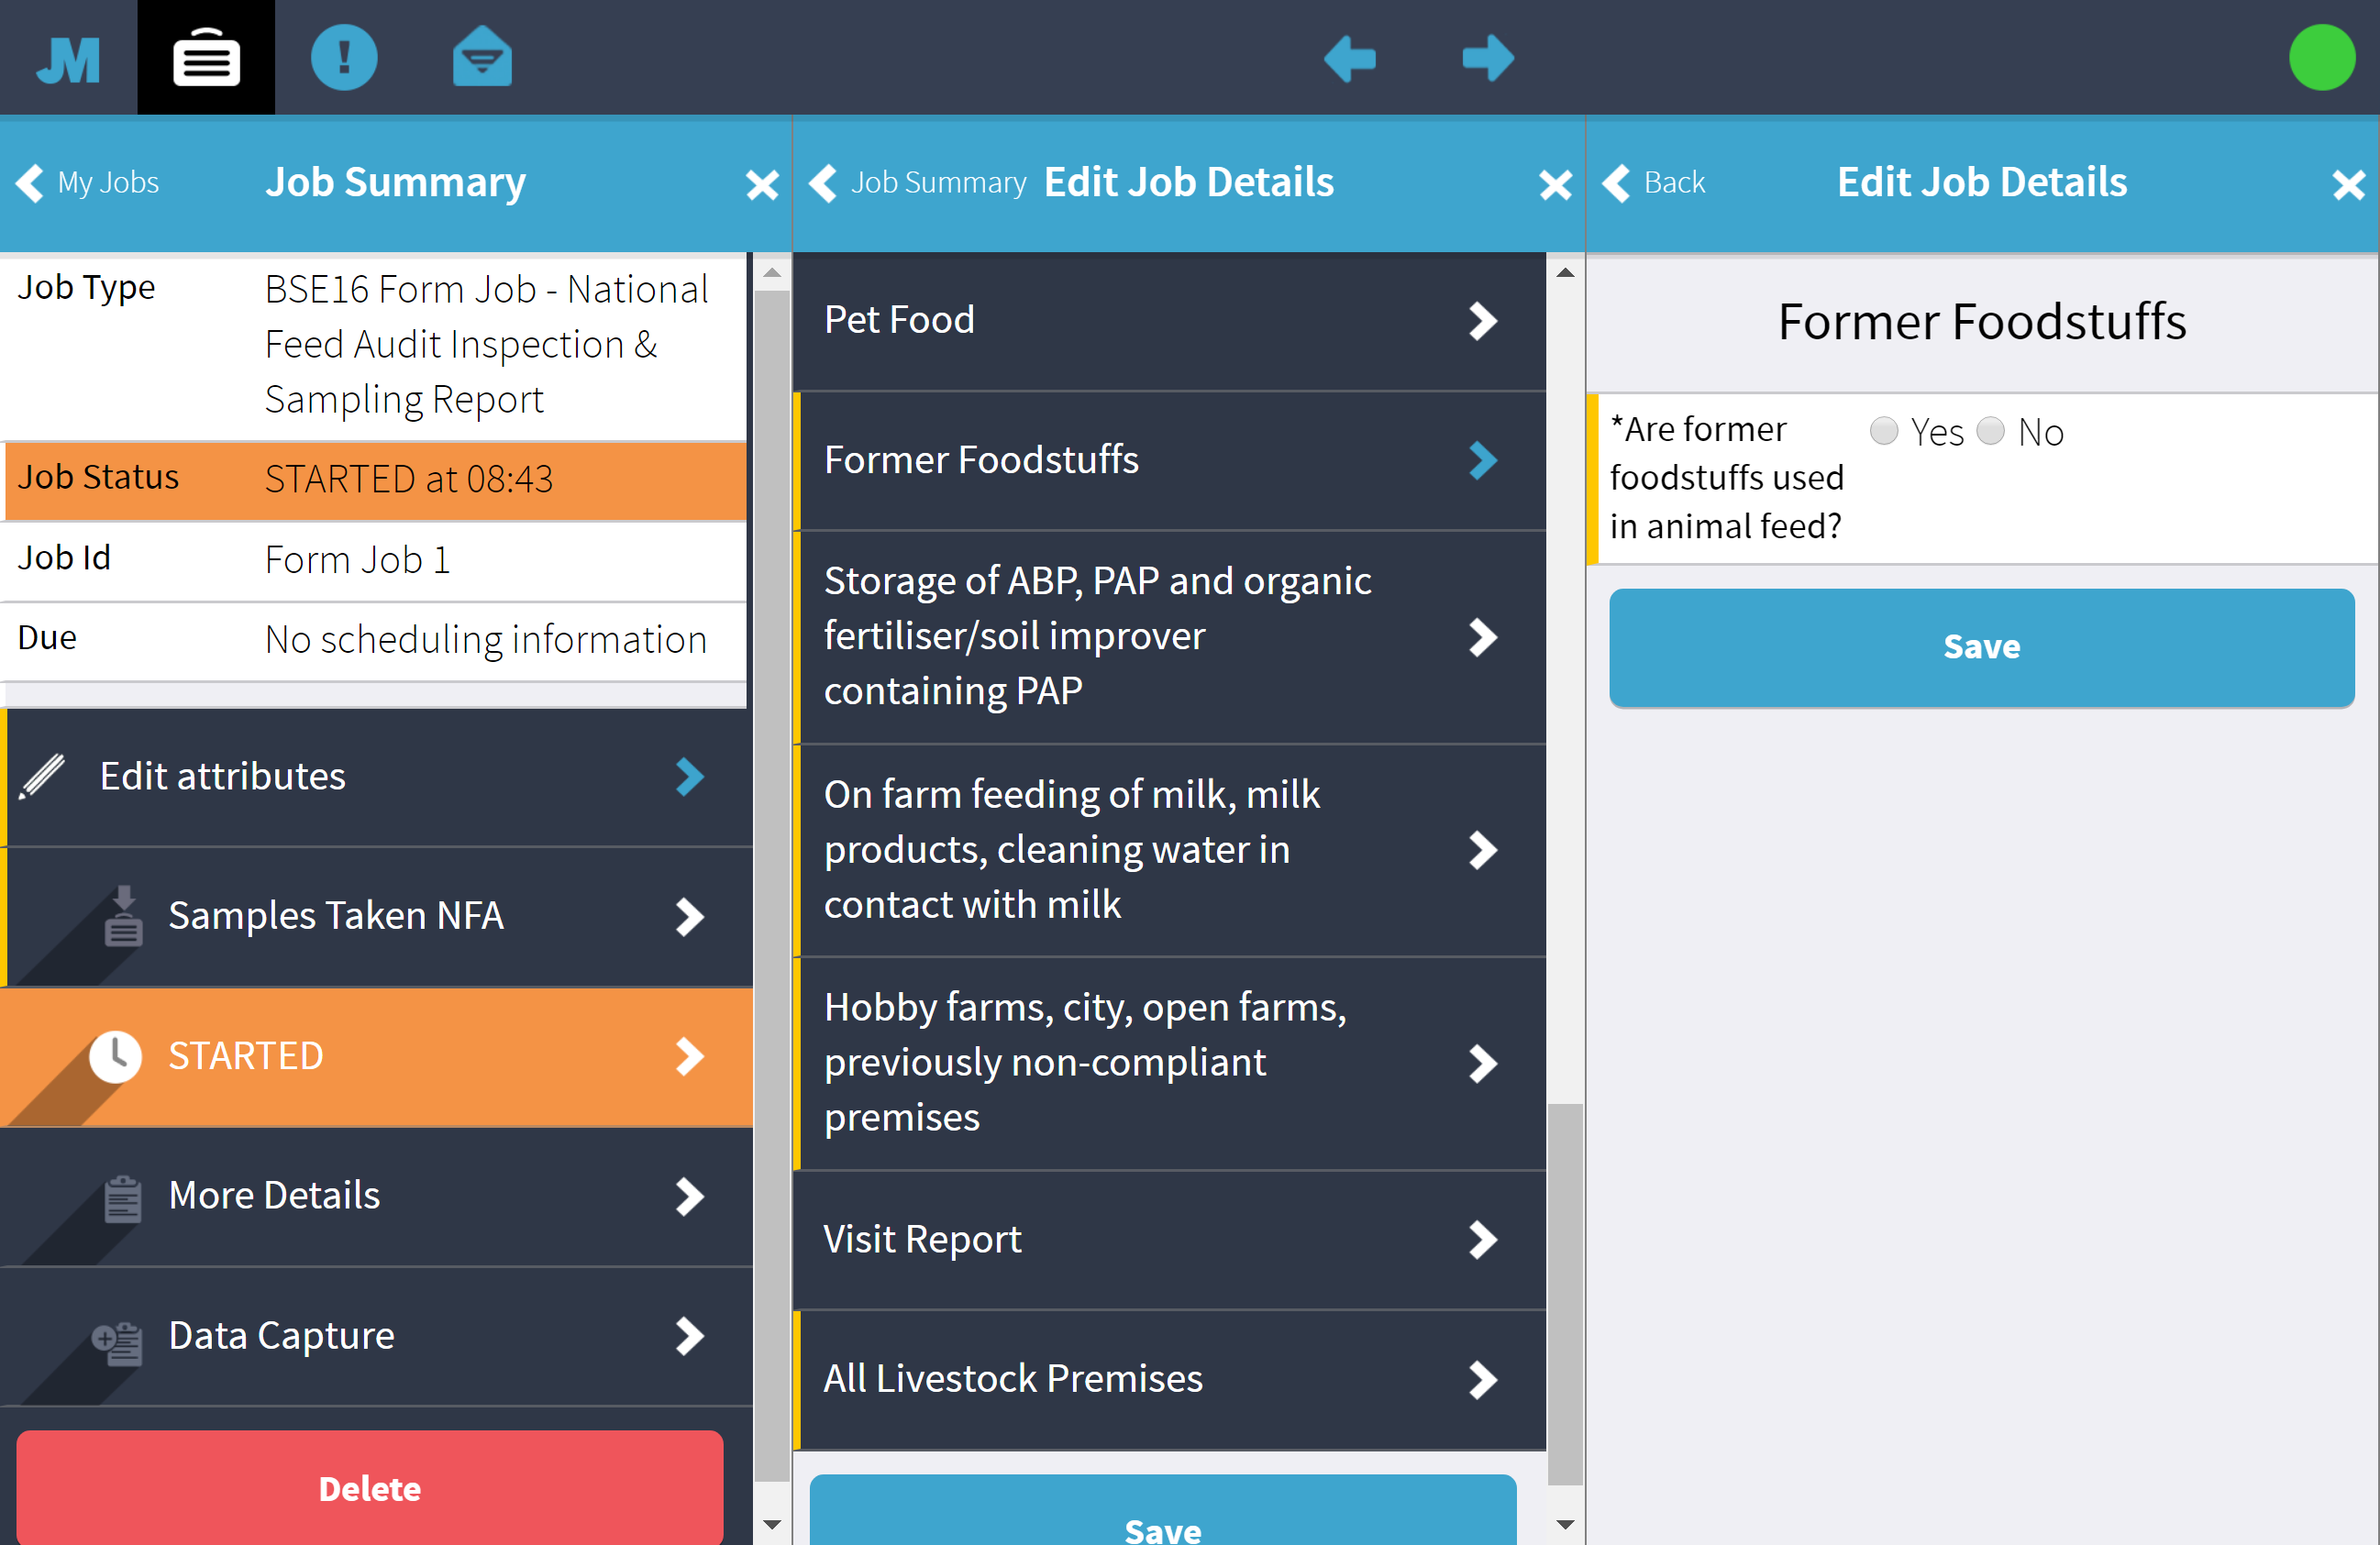 JM
My Jobs
Job Summary
Job Type
BSE16 Form Job - National
Feed Audit Inspection &
Sampling Report
Job Status
STARTED at 08:43
Job Id
Form Job 1
Due
No scheduling information
Edit attributes
Samples Taken NFA
STARTED
More Details
Data Capture
Delete
Job Summary
Edit Job Details
Pet Food
Former Foodstuffs
Storage of ABP, PAP and organic
fertiliser/soil improver
containing PAP
On farm feeding of milk, milk
products, cleaning water in
contact with milk
Hobby farms, city, open farms,
previously non-compliant
premises
Visit Report
All Livestock Premises
Save
Back
Edit Job Details
Former Foodstuffs
*Are former
foodstuffs used
in animal feed?
Yes
No
Save